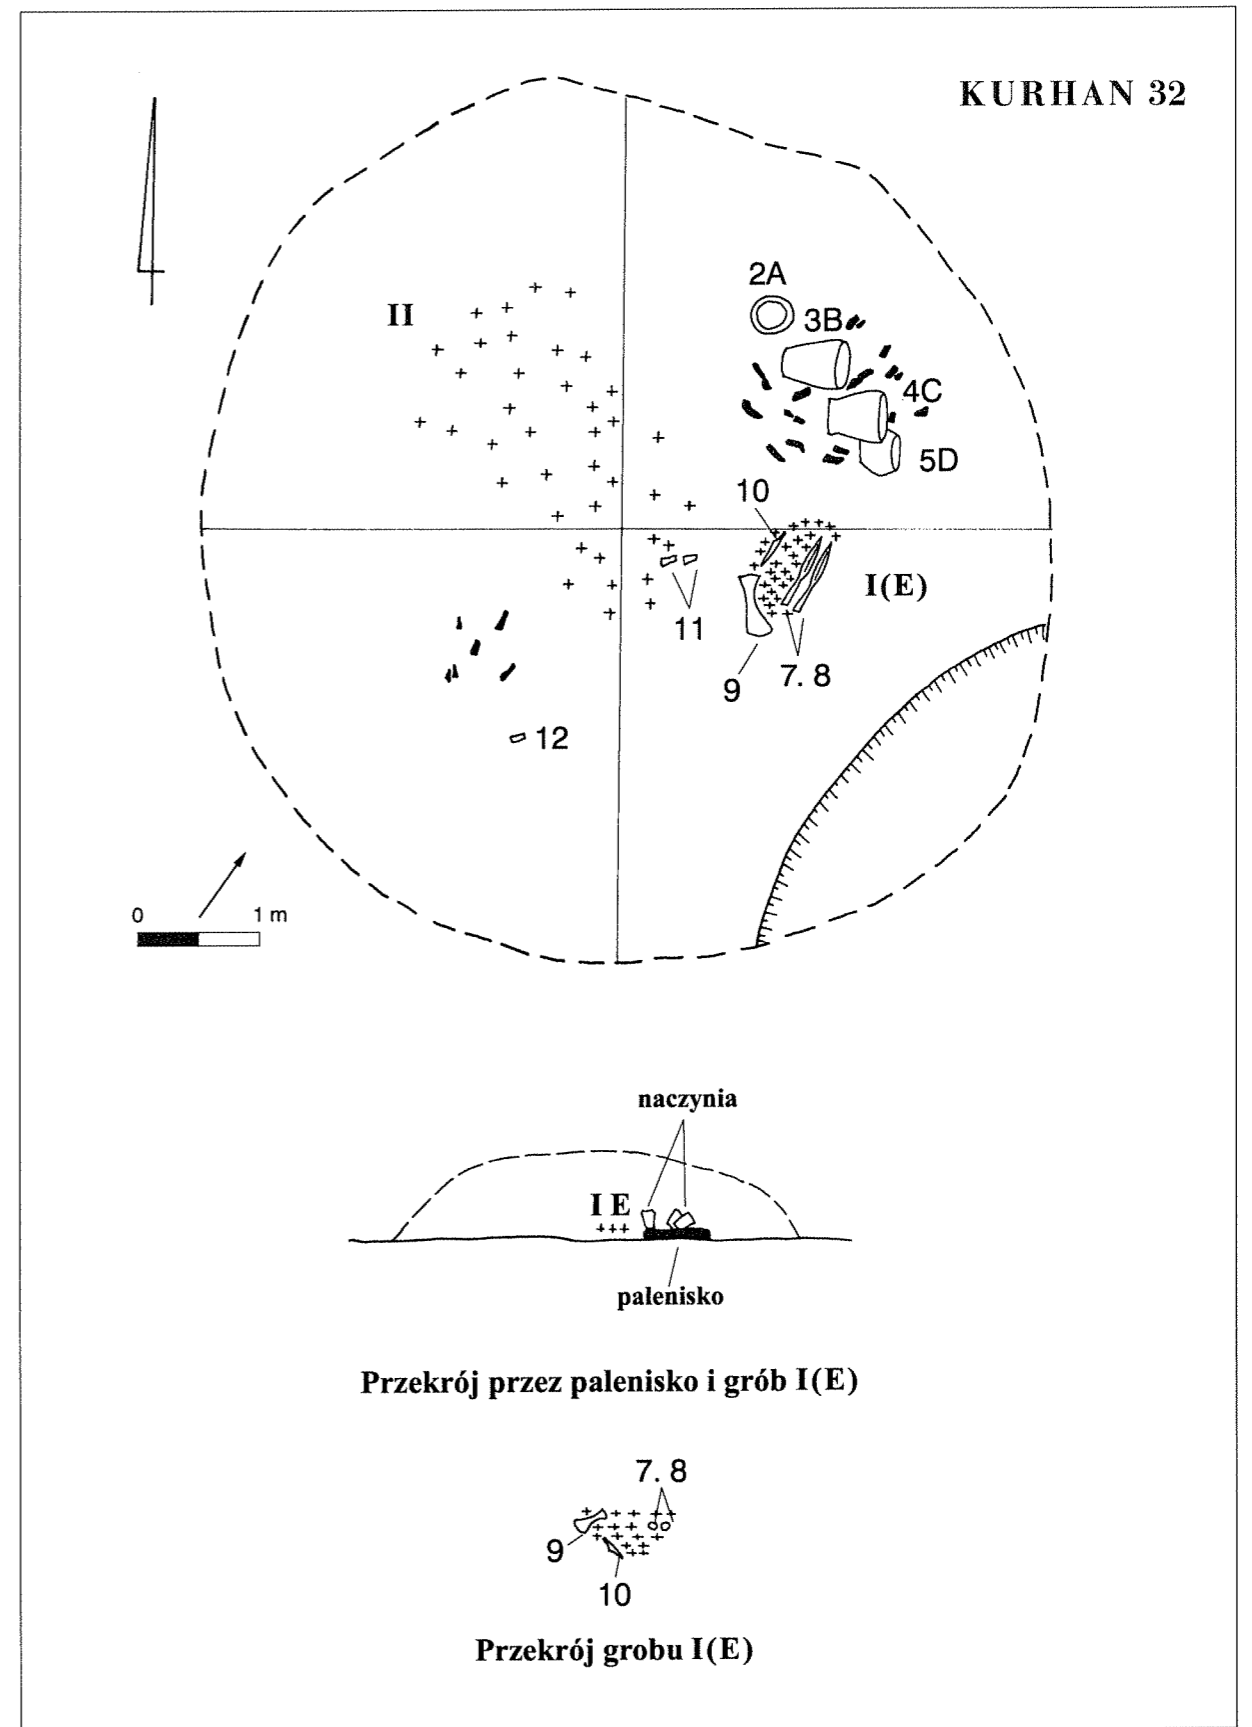 KURHAN 32
2A
II
3B
4C
5D
10
I(E)
11
7. 8
9
12
0 1 m
naczynia
I E
palenisko
Przekrój przez palenisko i grób I(E)
7. 8
9
10
Przekrój grobu I(E)